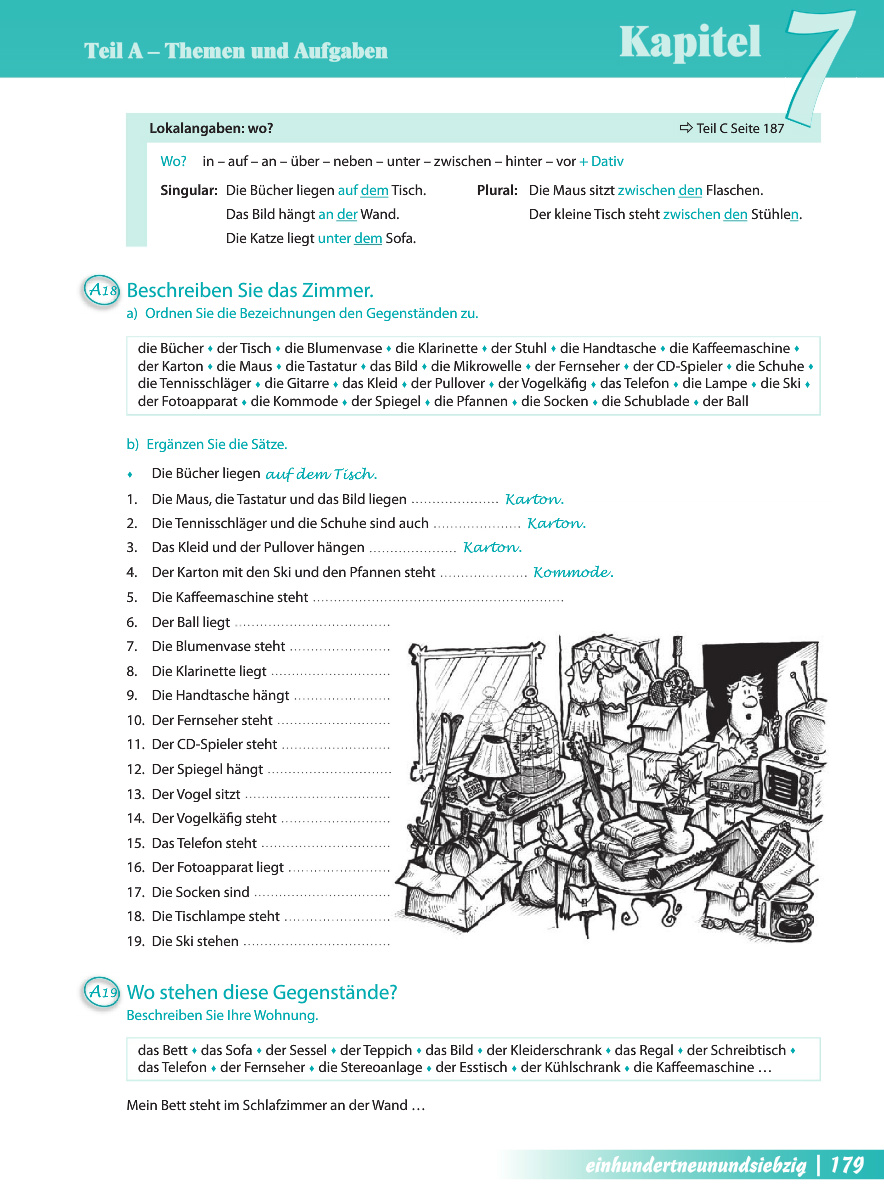 Teil A – Themen und Aufgaben
Kapitel 7
Lokalangaben: wo? ⇨ Teil C Seite 187
Wo? in – auf – an – über – neben – unter – zwischen – hinter – vor + Dativ
Singular: Die Bücher liegen auf dem Tisch. Plural: Die Maus sitzt zwischen den Flaschen.
Das Bild hängt an der Wand. Der kleine Tisch steht zwischen den Stühlen.
Die Katze liegt unter dem Sofa.
A18 Beschreiben Sie das Zimmer.
a) Ordnen Sie die Bezeichnungen den Gegenständen zu.
die Bücher ♦ der Tisch ♦ die Blumenvase ♦ die Klarinette ♦ der Stuhl ♦ die Handtasche ♦ die Kaffeemaschine ♦
der Karton ♦ die Maus ♦ die Tastatur ♦ das Bild ♦ die Mikrowelle ♦ der Fernseher ♦ der CD-Spieler ♦ die Schuhe ♦
die Tennisschläger ♦ die Gitarre ♦ das Kleid ♦ der Pullover ♦ der Vogelkäfig ♦ das Telefon ♦ die Lampe ♦ die Ski ♦
der Fotoapparat ♦ die Kommode ♦ der Spiegel ♦ die Pfannen ♦ die Socken ♦ die Schublade ♦ der Ball
b) Ergänzen Sie die Sätze.
♦ Die Bücher liegen auf dem Tisch.
1. Die Maus, die Tastatur und das Bild liegen ..................... Karton.
2. Die Tennisschläger und die Schuhe sind auch ..................... Karton.
3. Das Kleid und der Pullover hängen ..................... Karton.
4. Der Karton mit den Ski und den Pfannen steht ..................... Kommode.
5. Die Kaffeemaschine steht ............................................................
6. Der Ball liegt .....................................
7. Die Blumenvase steht ........................
8. Die Klarinette liegt .............................
9. Die Handtasche hängt .......................
10. Der Fernseher steht ...........................
11. Der CD-Spieler steht ..........................
12. Der Spiegel hängt ..............................
13. Der Vogel sitzt ...................................
14. Der Vogelkäfig steht ..........................
15. Das Telefon steht ...............................
16. Der Fotoapparat liegt ........................
17. Die Socken sind .................................
18. Die Tischlampe steht .........................
19. Die Ski stehen ...................................
A19 Wo stehen diese Gegenstände?
Beschreiben Sie Ihre Wohnung.
das Bett ♦ das Sofa ♦ der Sessel ♦ der Teppich ♦ das Bild ♦ der Kleiderschrank ♦ das Regal ♦ der Schreibtisch ♦
das Telefon ♦ der Fernseher ♦ die Stereoanlage ♦ der Esstisch ♦ der Kühlschrank ♦ die Kaffeemaschine …
Mein Bett steht im Schlafzimmer an der Wand …
einhundertneunundsiebzig | 179